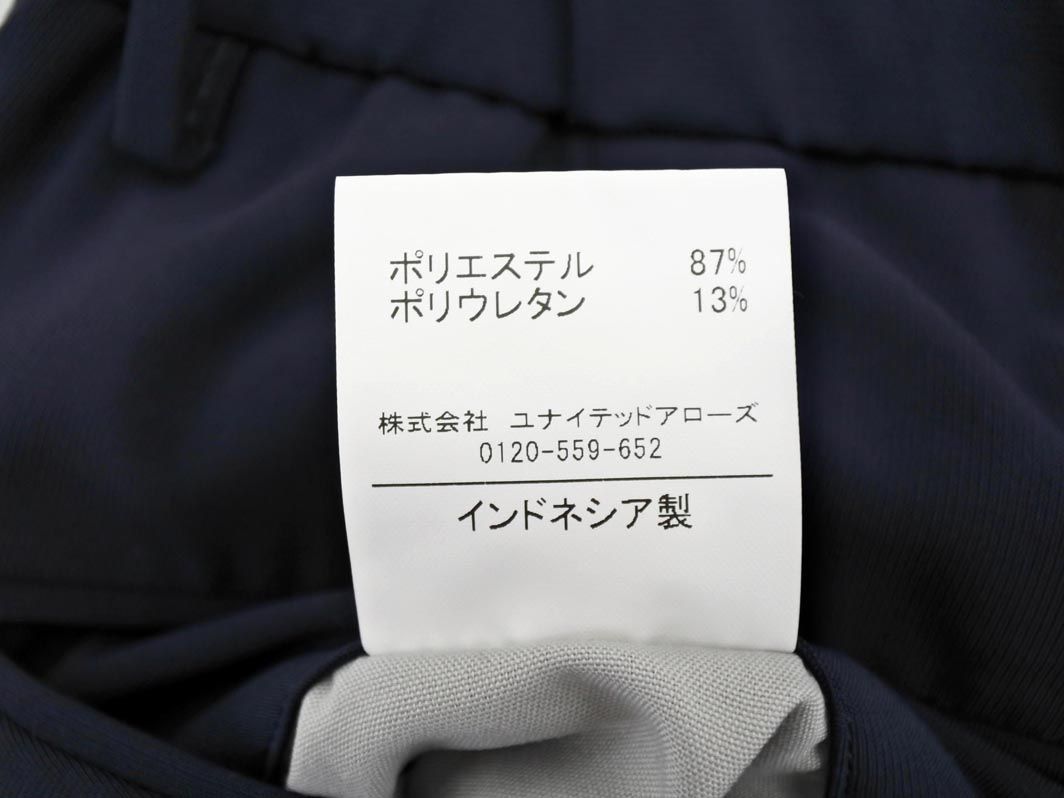 ポリエステル 87%
ポリウレタン 13%
株式会社 ユナイテッドアローズ
0120-559-652
インドネシア製